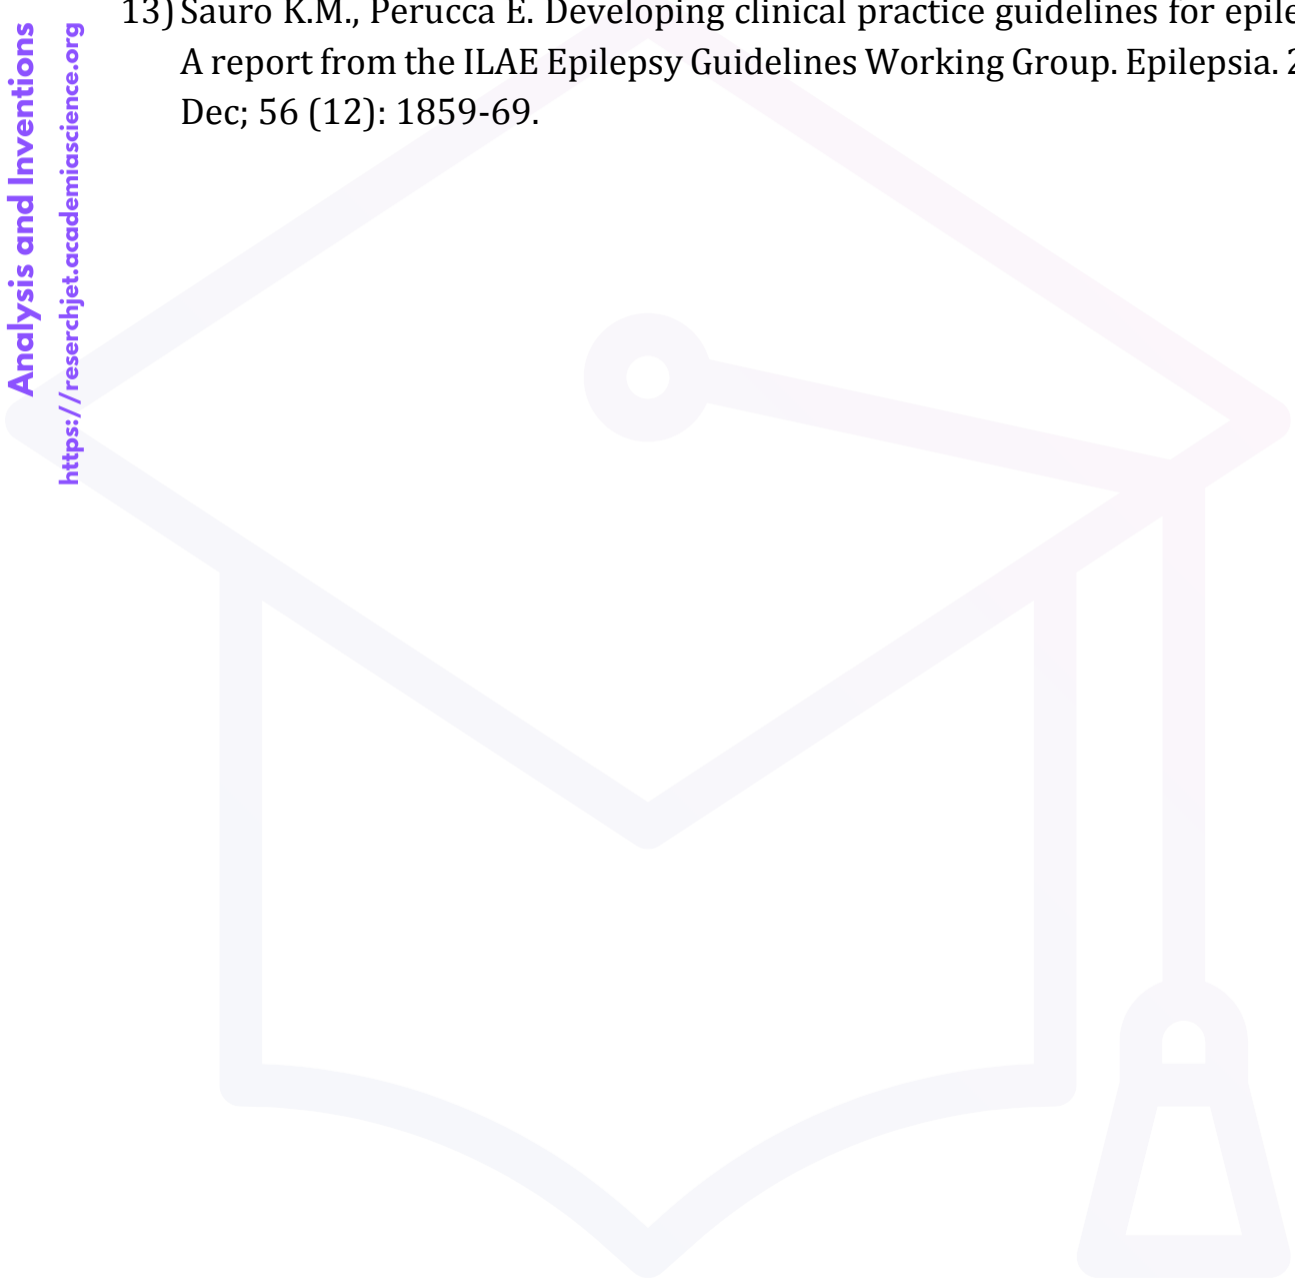 13) Sauro K.M., Perucca E. Developing clinical practice guidelines for
A report from the ILAE Epilepsy Guidelines Working Group. Epilepsia.
Dec; 56 (12): 1859-69.
Analysis and Inventions
https://reserchjet.academiascience.org